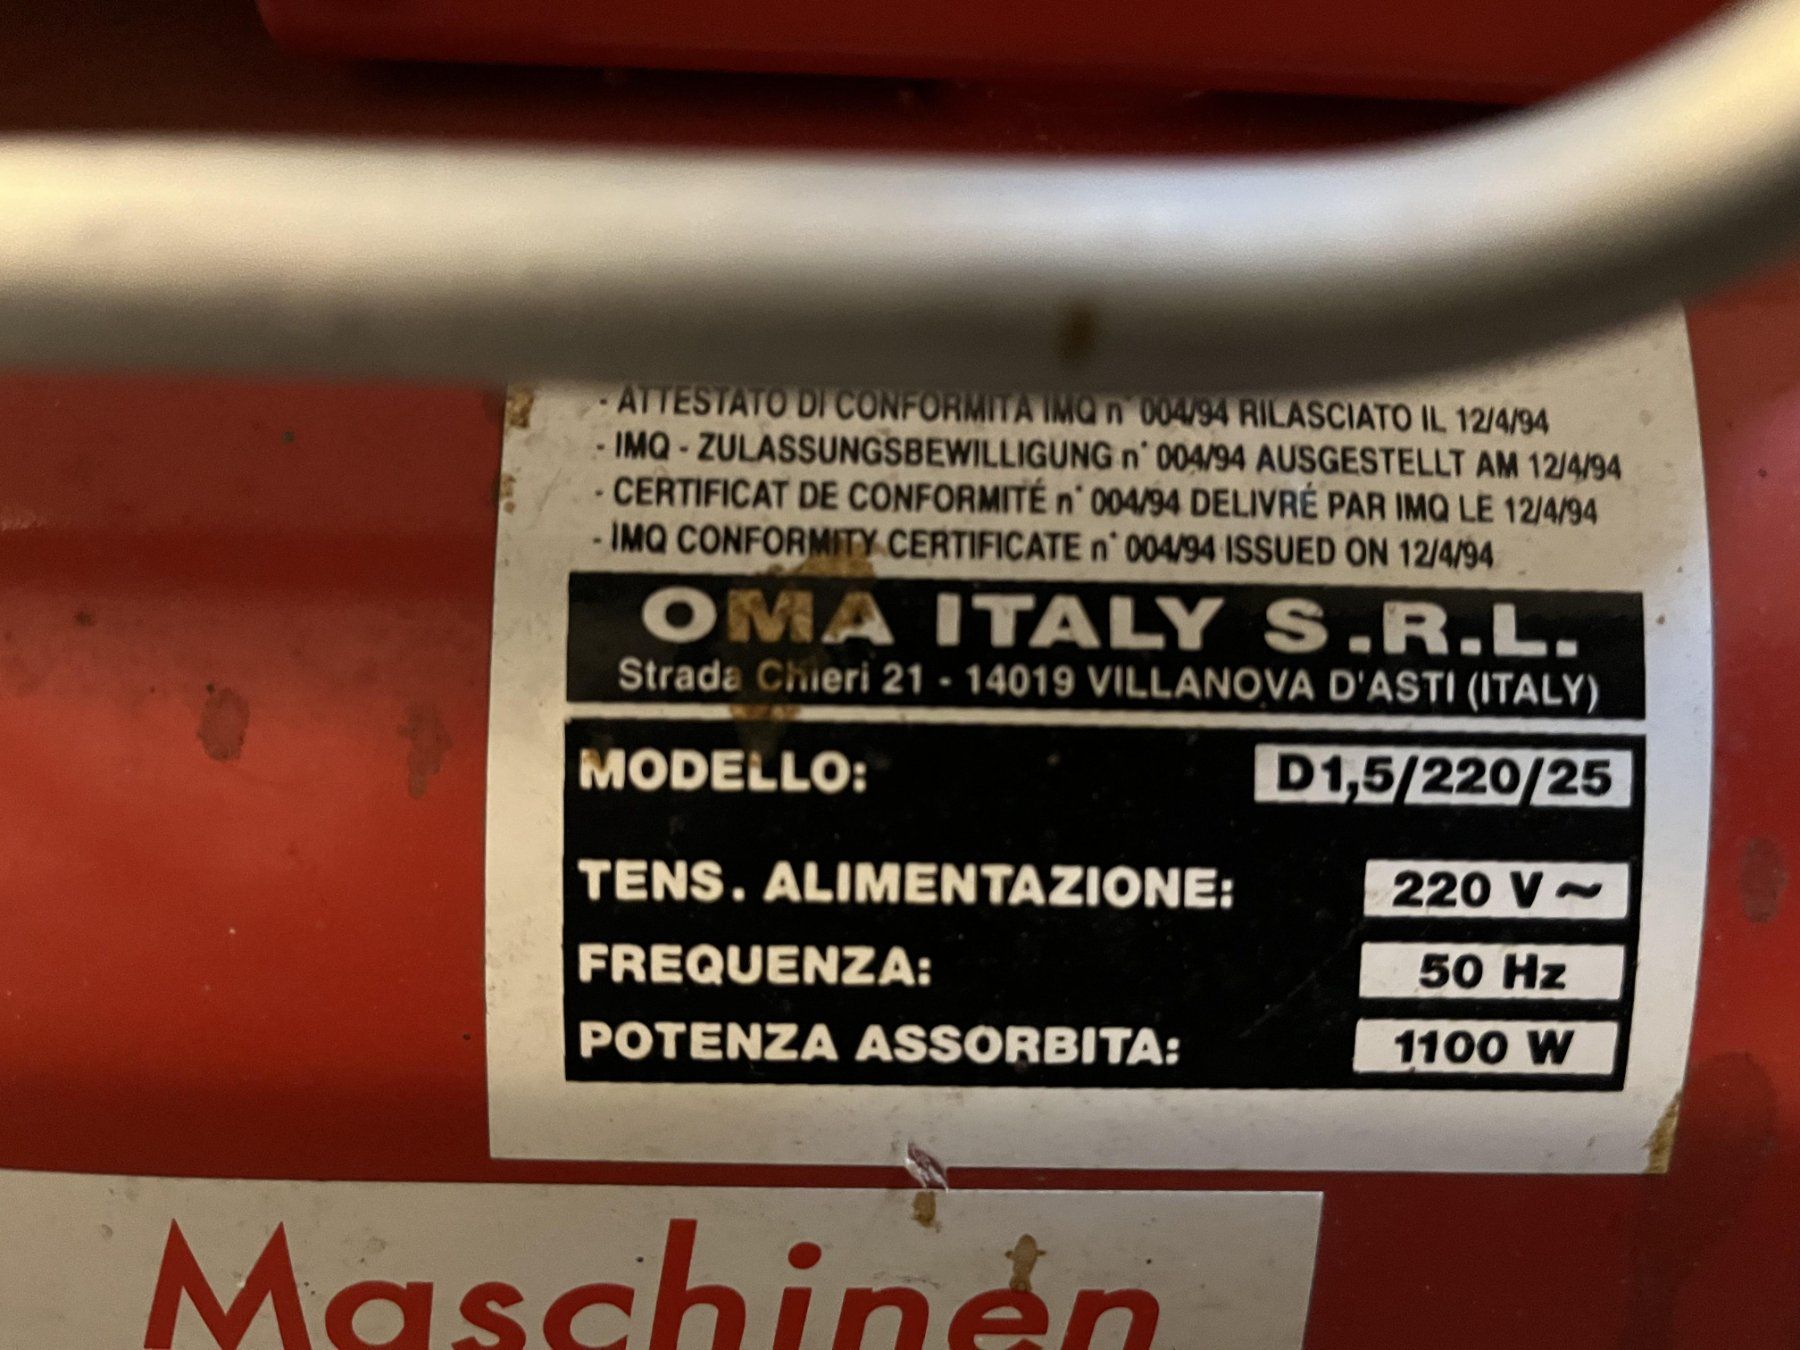 - ATTESTATO DI CONFORMITÀ IMQ n° 004/94 RILASCIATO IL 12/4/94
- IMQ - ZULASSUNGSBEWILLIGUNG n° 004/94 AUSGESTELLT AM 12/4/94
- CERTIFICAT DE CONFORMITÉ n° 004/94 DELIVRÉ PAR IMQ LE 12/4/94
- IMQ CONFORMITY CERTIFICATE n° 004/94 ISSUED ON 12/4/94
OMA ITALY S.R.L.
Strada Chieri 21 - 14019 VILLANOVA D'ASTI (ITALY)
MODELLO: D1,5/220/25
TENS. ALIMENTAZIONE: 220 V ~
FREQUENZA: 50 Hz
POTENZA ASSORBITA: 1100 W
Maschinen